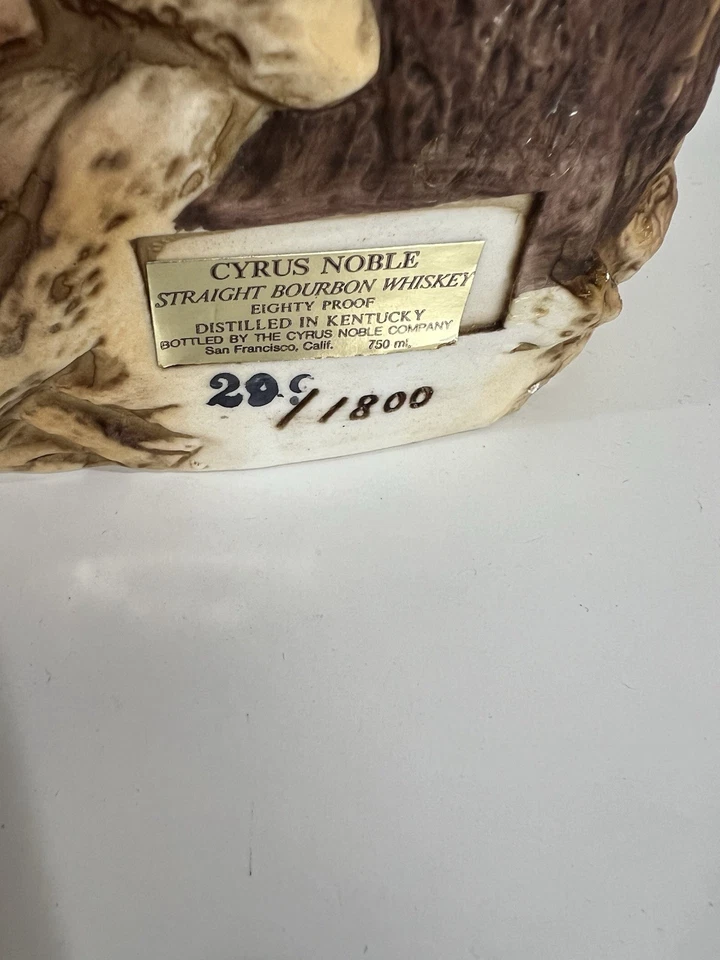 CYRUS NOBLE
STRAIGHT BOURBON WHISKEY
EIGHTY PROOF
DISTILLED IN KENTUCKY
BOTTLED BY THE CYRUS NOBLE COMPANY
San Francisco, Calif. 750 ml.
/1800